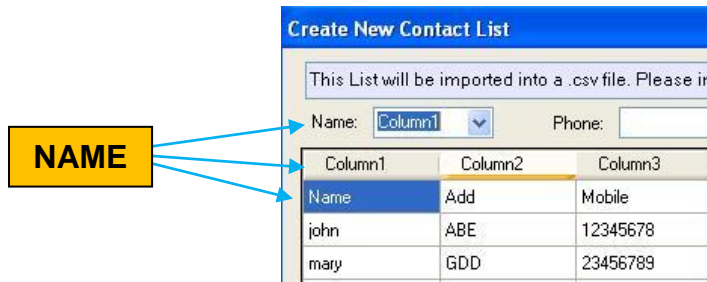 Create New Contact List
This List will be imported into a .csv file. Please
Name: Column1 Phone:
NAME
Column1 Column2 Column3
Name Add Mobile
john ABE 12345678
mary GDD 23456789